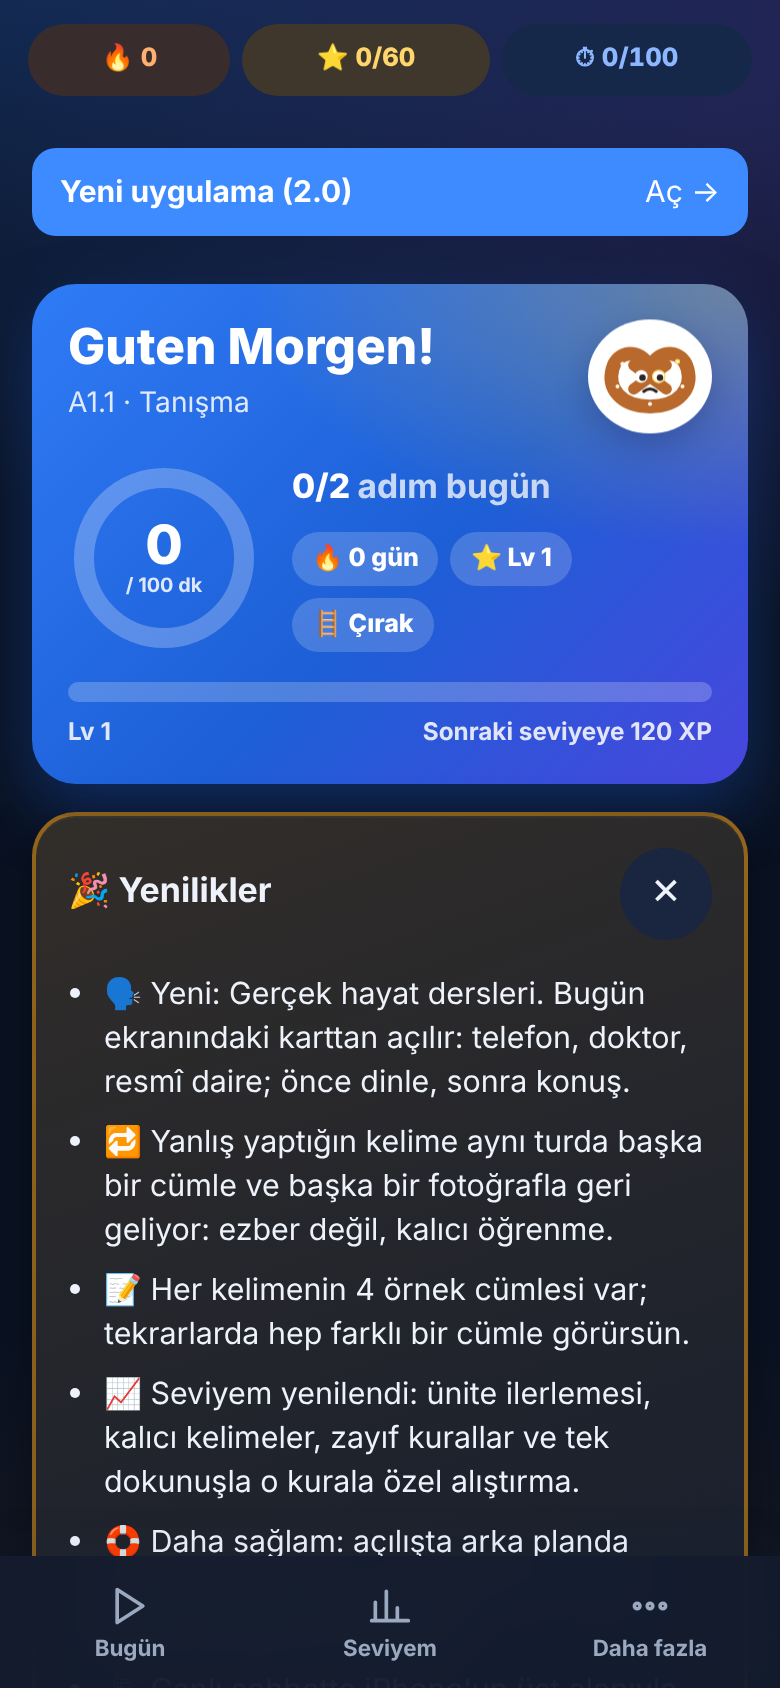 🔥 0
⭐ 0/60
⏱ 0/100
Yeni uygulama (2.0)
Aç →
Guten Morgen!
A1.1 · Tanışma
0
/ 100 dk
0/2 adım bugün
🔥 0 gün
⭐ Lv 1
🪜 Çırak
Lv 1
Sonraki seviyeye 120 XP
🎉 Yenilikler
✕
• 🗣️ Yeni: Gerçek hayat dersleri. Bugün
ekranındaki karttan açılır: telefon, doktor,
resmî daire; önce dinle, sonra konuş.
• 🔁 Yanlış yaptığın kelime aynı turda başka
bir cümle ve başka bir fotoğrafla geri
geliyor: ezber değil, kalıcı öğrenme.
• 📝 Her kelimenin 4 örnek cümlesi var;
tekrarlarda hep farklı bir cümle görürsün.
• 📈 Seviyem yenilendi: ünite ilerlemesi,
kalıcı kelimeler, zayıf kurallar ve tek
dokunuşla o kurala özel alıştırma.
• 🛟 Daha sağlam: açılışta arka planda
Bugün
Seviyem
Daha fazla